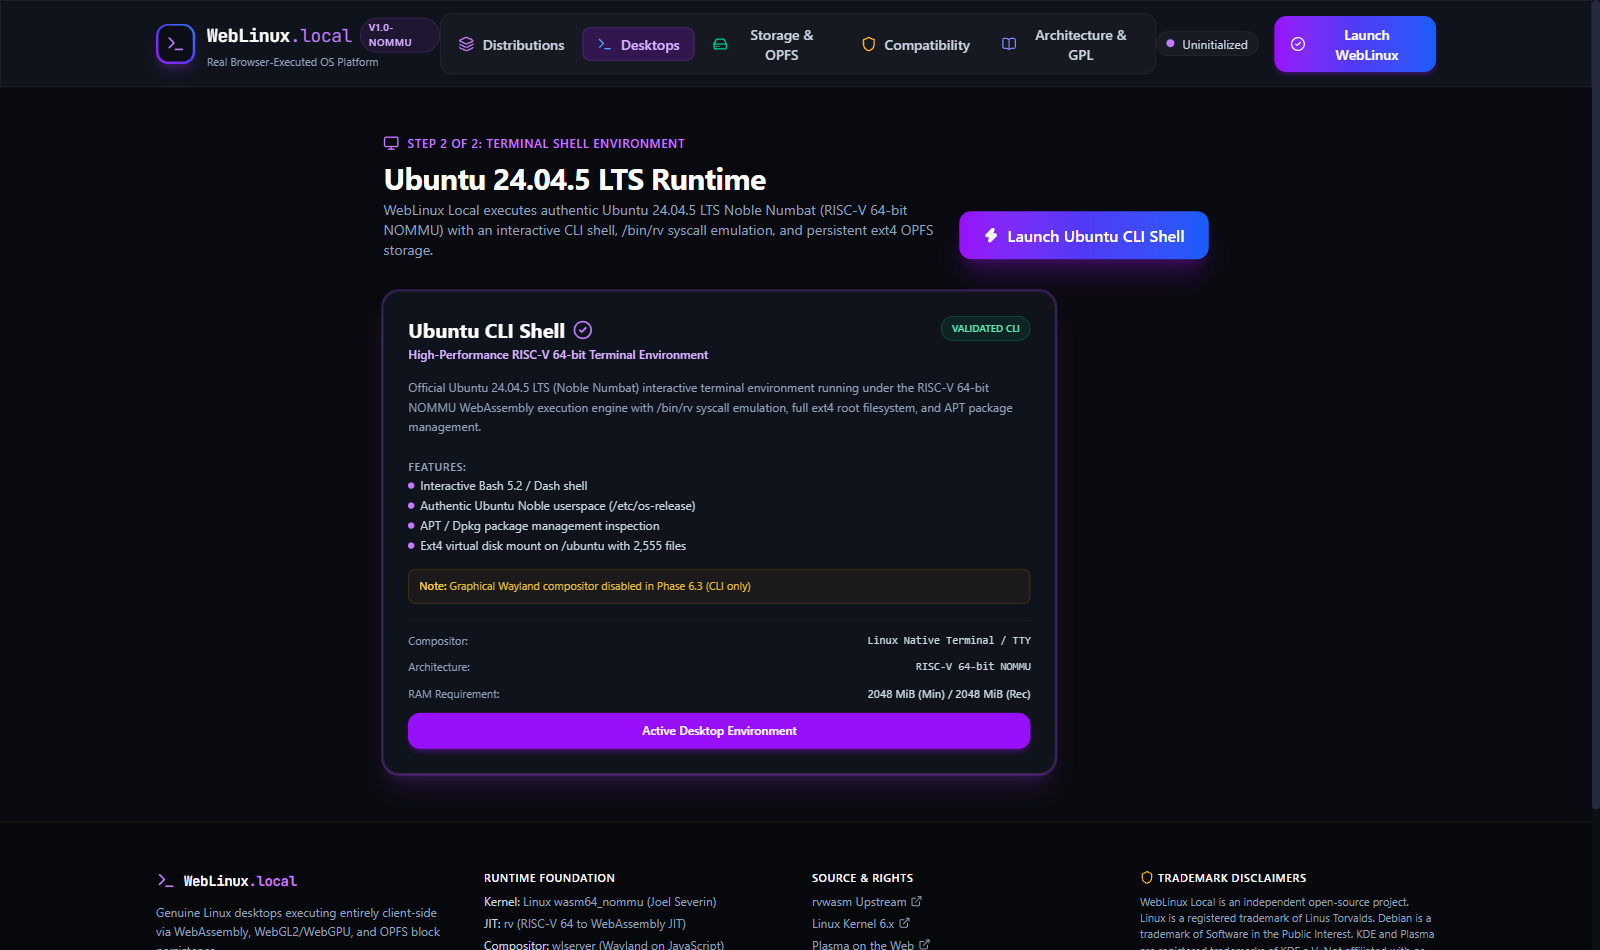 WebLinux.local
V1.0-
NOMMU
Real Browser-Executed OS Platform
Distributions
Desktops
Storage &
OPFS
Compatibility
Architecture &
GPL
Uninitialized
Launch
WebLinux
STEP 2 OF 2: TERMINAL SHELL ENVIRONMENT
Ubuntu 24.04.5 LTS Runtime
WebLinux Local executes authentic Ubuntu 24.04.5 LTS Noble Numbat (RISC-V 64-bit
NOMMU) with an interactive CLI shell, /bin/rv syscall emulation, and persistent ext4 OPFS
storage.
Launch Ubuntu CLI Shell
Ubuntu CLI Shell
VALIDATED CLI
High-Performance RISC-V 64-bit Terminal Environment
Official Ubuntu 24.04.5 LTS (Noble Numbat) interactive terminal environment running under the RISC-V 64-bit
NOMMU WebAssembly execution engine with /bin/rv syscall emulation, full ext4 root filesystem, and APT package
management.
FEATURES:
Interactive Bash 5.2 / Dash shell
Authentic Ubuntu Noble userspace (/etc/os-release)
APT / Dpkg package management inspection
Ext4 virtual disk mount on /ubuntu with 2,555 files
Note: Graphical Wayland compositor disabled in Phase 6.3 (CLI only)
Compositor: Linux Native Terminal / TTY
Architecture: RISC-V 64-bit NOMMU
RAM Requirement: 2048 MiB (Min) / 2048 MiB (Rec)
Active Desktop Environment
WebLinux.local
Genuine Linux desktops executing entirely client-side
via WebAssembly, WebGL2/WebGPU, and OPFS block
persistence.
RUNTIME FOUNDATION
Kernel: Linux wasm64_nommu (Joel Severin)
JIT: rv (RISC-V 64 to WebAssembly JIT)
Compositor: wlserver (Wayland on JavaScript)
SOURCE & RIGHTS
rvwasm Upstream
Linux Kernel 6.x
Plasma on the Web
TRADEMARK DISCLAIMERS
WebLinux Local is an independent open-source project.
Linux is a registered trademark of Linus Torvalds. Debian is a
trademark of Software in the Public Interest. KDE and Plasma
are registered trademarks of KDE e.V. Not affiliated with or